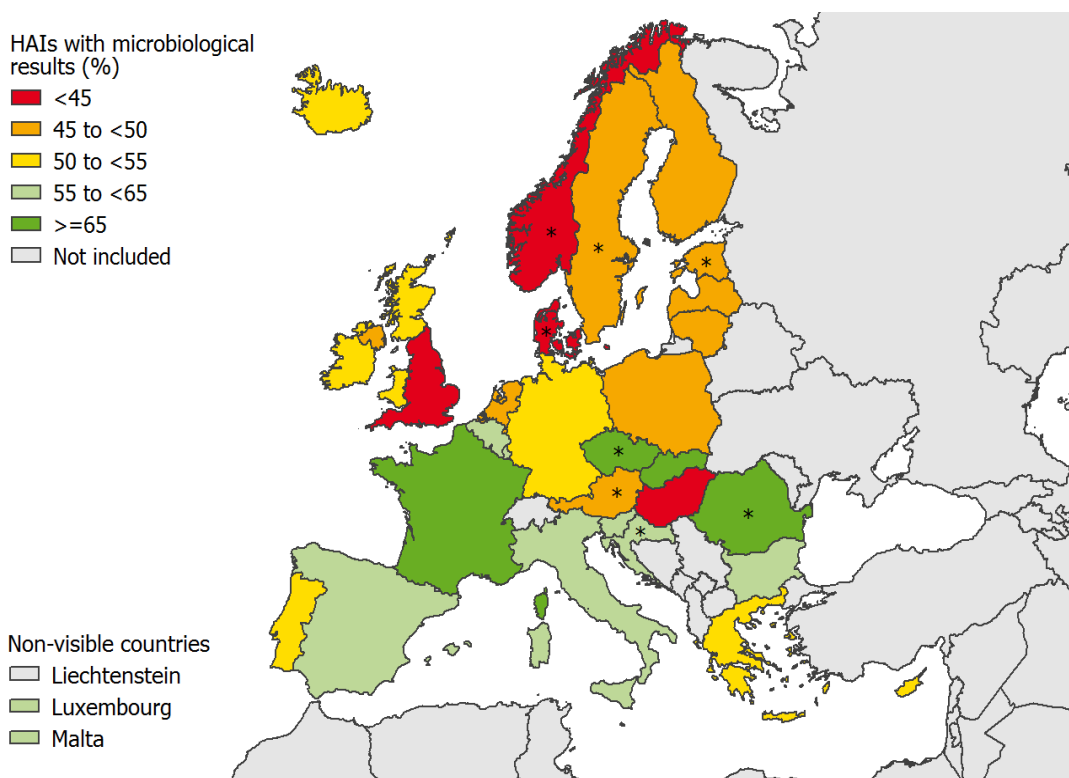 HAIs with microbiological
results (%)
<45
45 to <50
50 to <55
55 to <65
>=65
Not included
*
*
*
*
*
*
*
*
Non-visible countries
Liechtenstein
Luxembourg
Malta